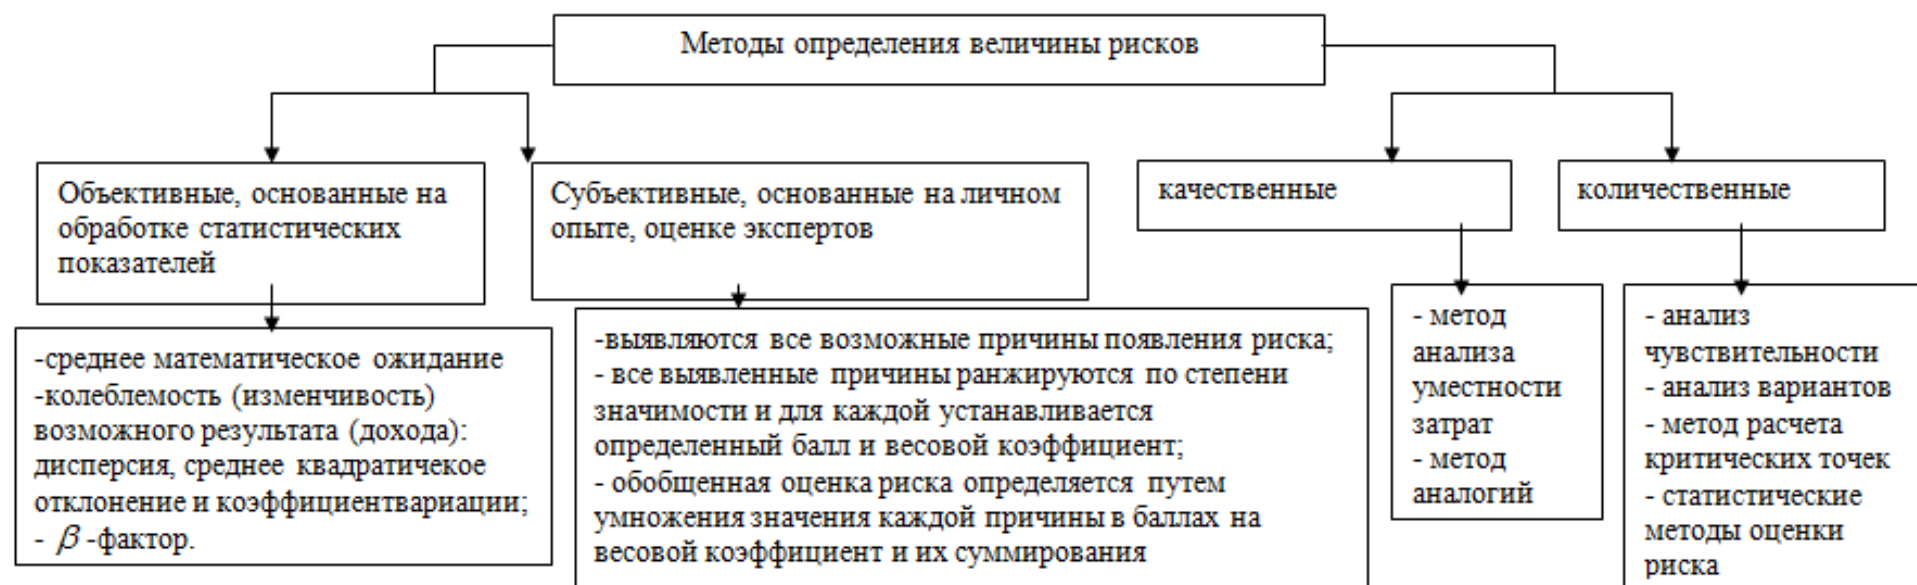 Методы определения величины рисков
Объективные, основанные на
обработке статистических
показателей
Субъективные, основанные на личном
опыте, оценке экспертов
качественные
количественные
-среднее математическое ожидание
-колеблемость (изменчивость)
возможного результата (дохода):
дисперсия, среднее квадратичекое
отклонение и коэффициентвариации;
- β -фактор.
-выявляются все возможные причины появления риска;
- все выявленные причины ранжируются по степени
значимости и для каждой устанавливается
определенный балл и весовой коэффициент;
- обобщенная оценка риска определяется путем
умножения значения каждой причины в баллах на
весовой коэффициент и их суммирования
- метод
анализа
уместности
затрат
- метод
аналогий
- анализ
чувствительности
- анализ вариантов
- метод расчета
критических точек
- статистические
методы оценки
риска